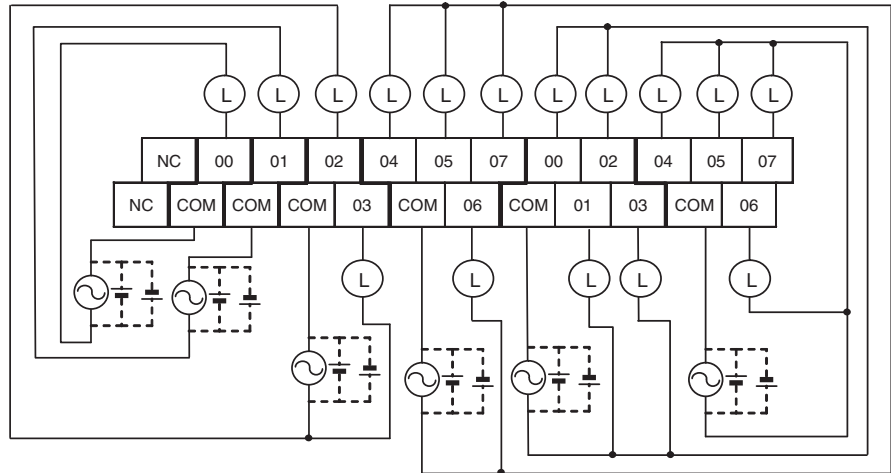 L L L L L L L L L L L
NC 00 01 02 04 05 07 00 02 04 05 07
NC COM COM COM 03 COM 06 COM 01 03 COM 06
L L L L L